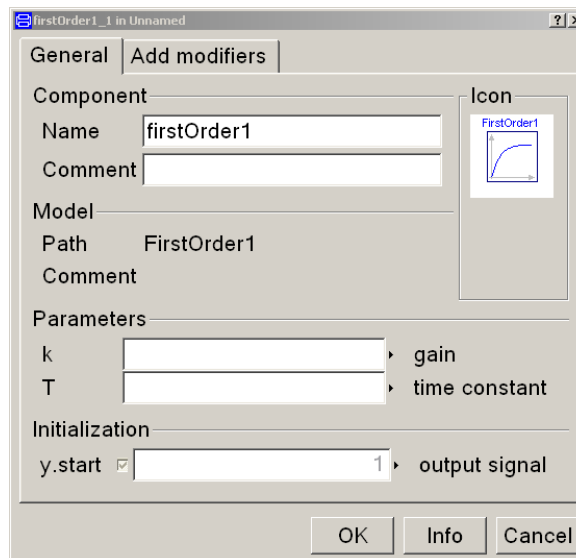 firstOrder1_1 in Unnamed
General Add modifiers
Component Icon
Name firstOrder1 FirstOrder1
Comment
Model
Path FirstOrder1
Comment
Parameters
k gain
T time constant
Initialization
y.start 1 output signal
OK Info Cancel